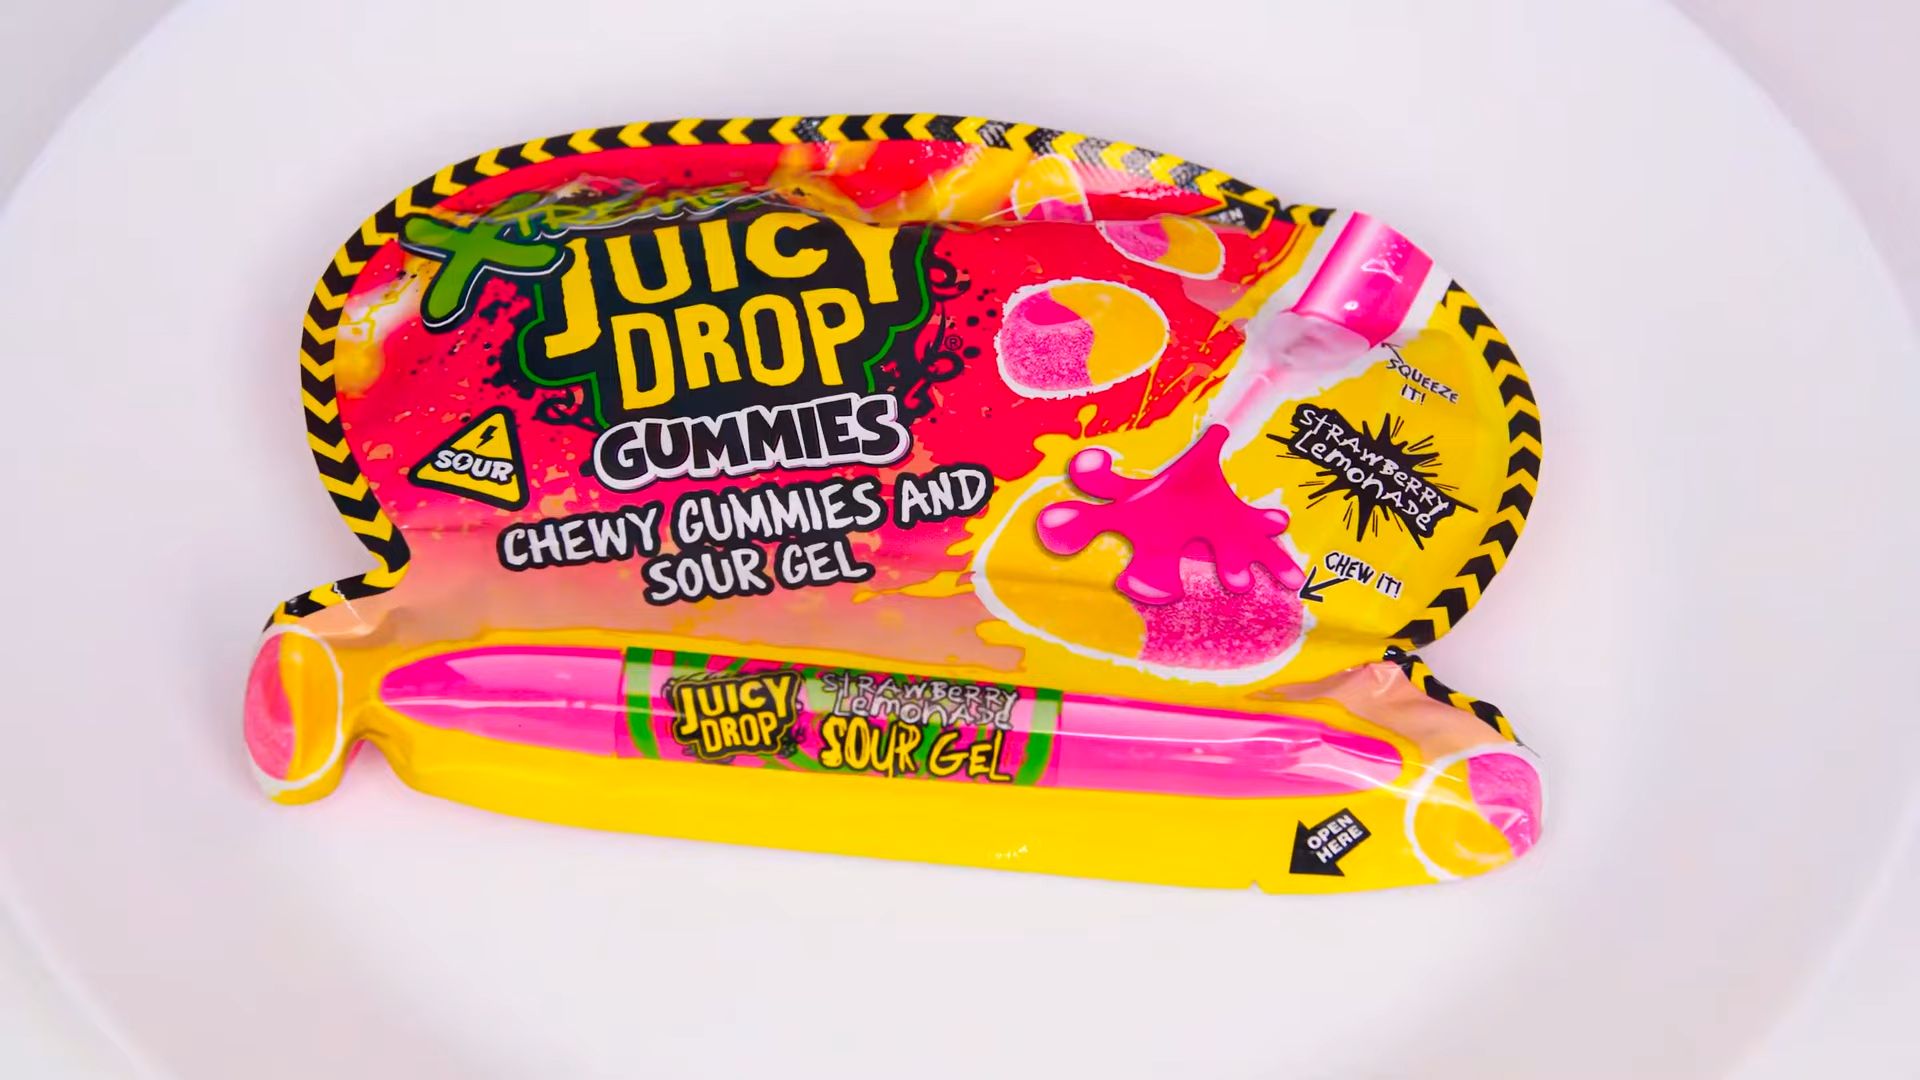 XTREME
JUICY
DROP
®
GUMMIES
SOUR
CHEWY GUMMIES AND
SOUR GEL
SQUEEZE
IT!
STRAWBERRY
LEMONADE
CHEW IT!
JUICY
DROP
STRAWBERRY
LEMONADE
SOUR GEL
OPEN
HERE